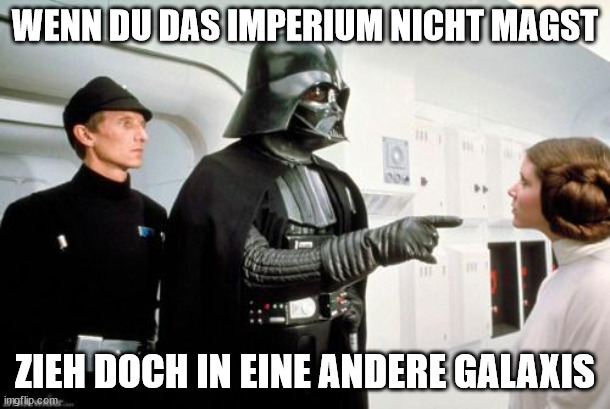 WENN DU DAS IMPERIUM NICHT MAGST
ZIEH DOCH IN EINE ANDERE GALAXIS
imgflip.com